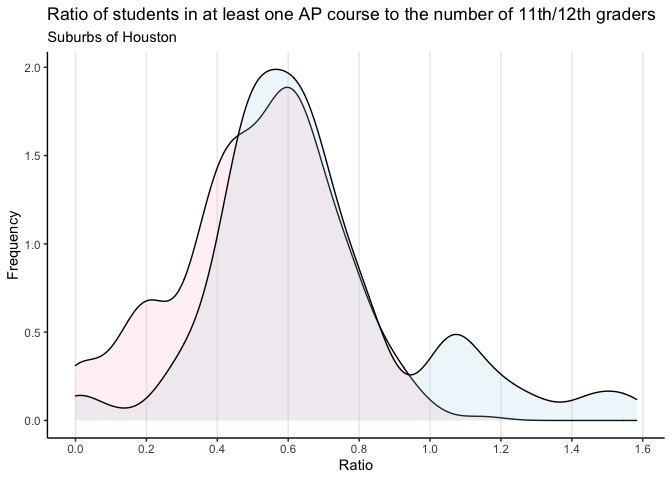 Ratio of students in at least one AP course to the number of 11th/12th graders
Suburbs of Houston
2.0
1.5
1.0
0.5
0.0
Frequency
0.0 0.2 0.4 0.6 0.8 1.0 1.2 1.4 1.6
Ratio